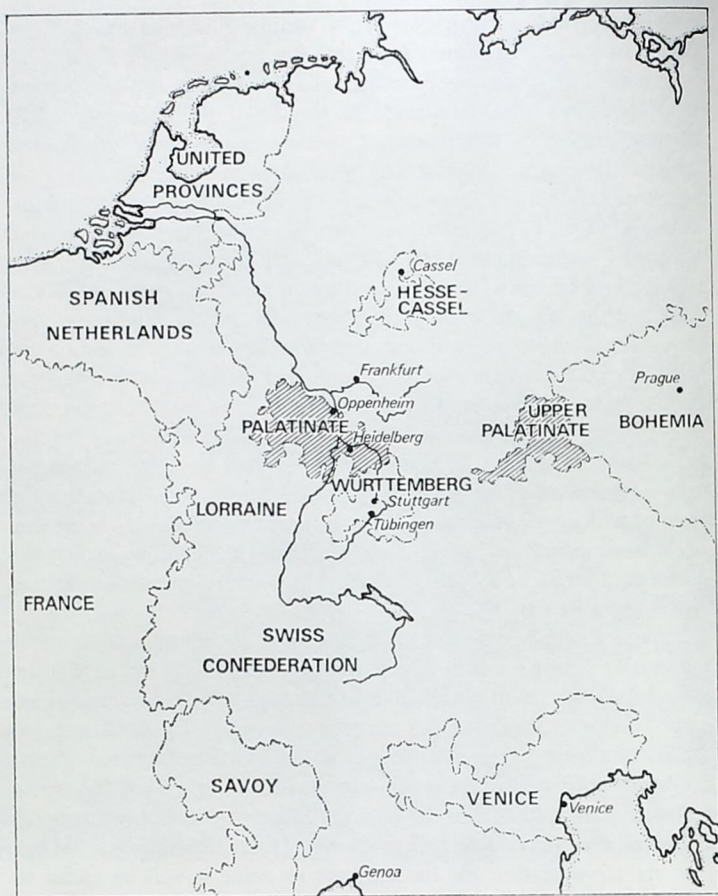 UNITED
PROVINCES
Cassel
HESSE-
CASSEL
SPANISH
NETHERLANDS
Frankfurt
Prague
Oppenheim
UPPER
PALATINATE
BOHEMIA
PALATINATE
Heidelberg
WÜRTTEMBERG
Stuttgart
LORRAINE
Tübingen
FRANCE
SWISS
CONFEDERATION
SAVOY
VENICE
Venice
Genoa